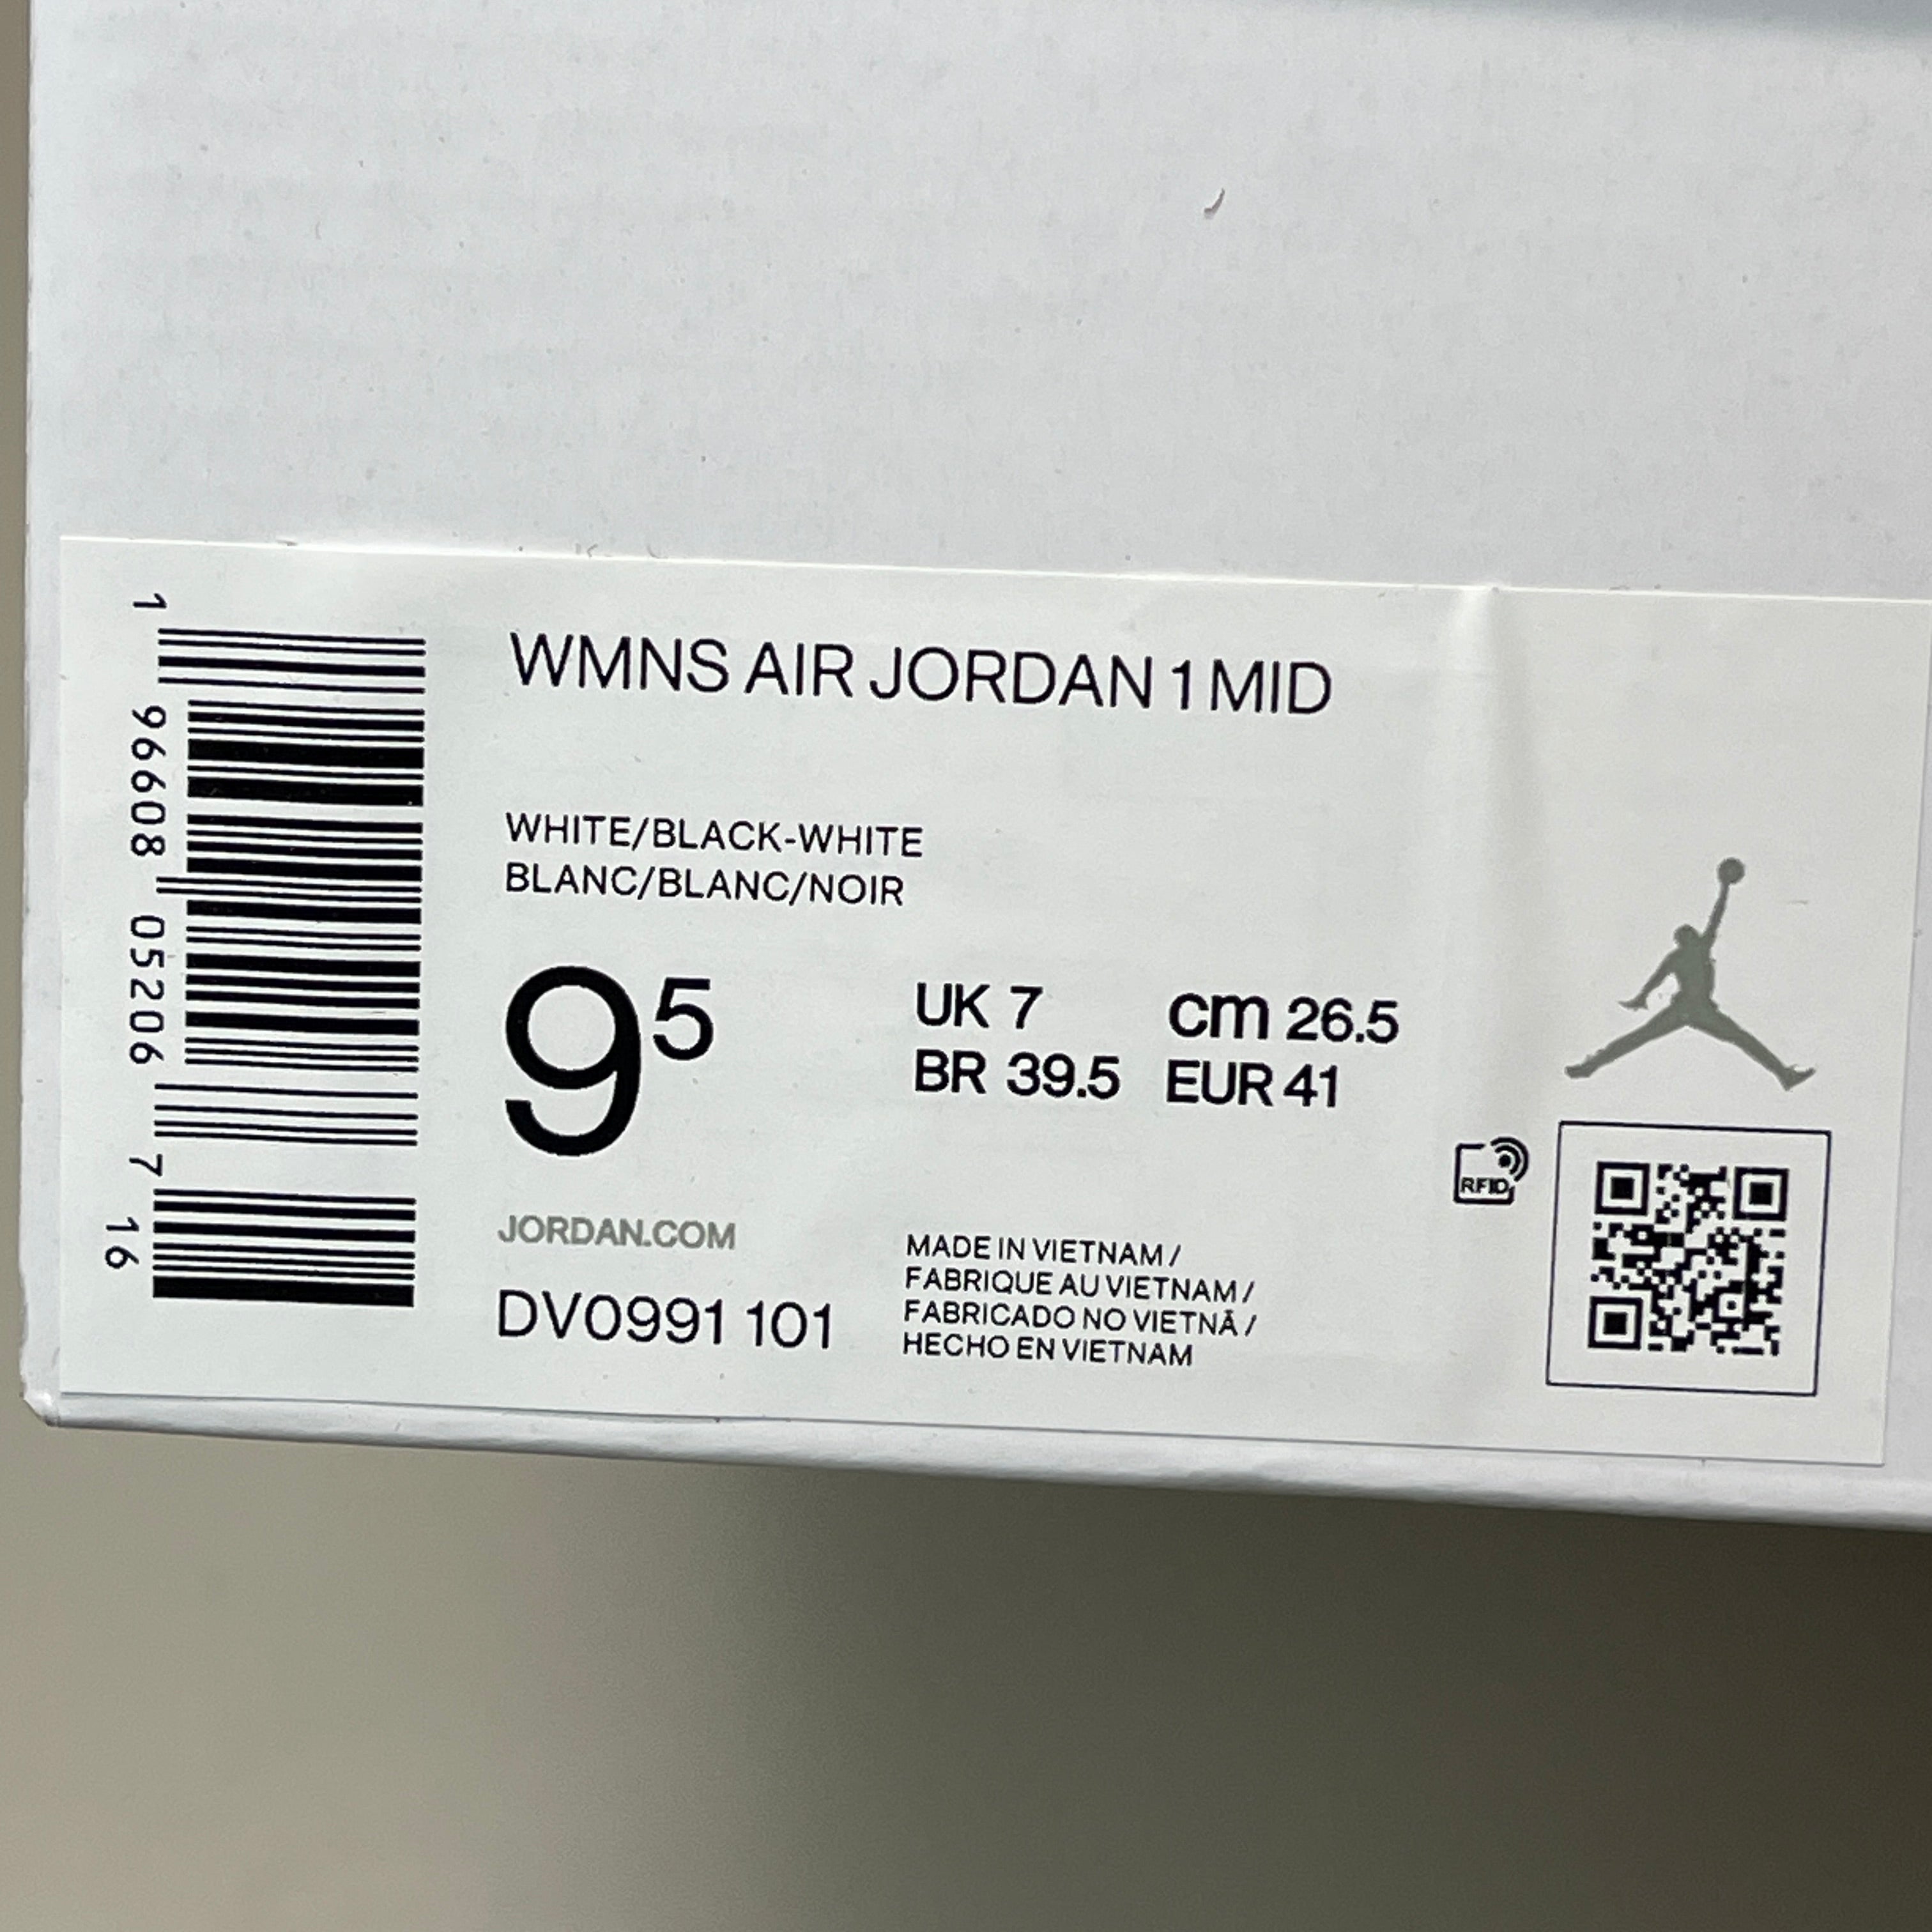 WMNS AIR JORDAN 1 MID
WHITE/BLACK-WHITE
BLANC/BLANC/NOIR
9⁵
UK 7 cm 26.5
BR 39.5 EUR 41
RFID
JORDAN.COM
DV0991 101
MADE IN VIETNAM /
FABRIQUE AU VIETNAM /
FABRICADO NO VIETNÃ /
HECHO EN VIETNAM
1 96608 05206 7
16